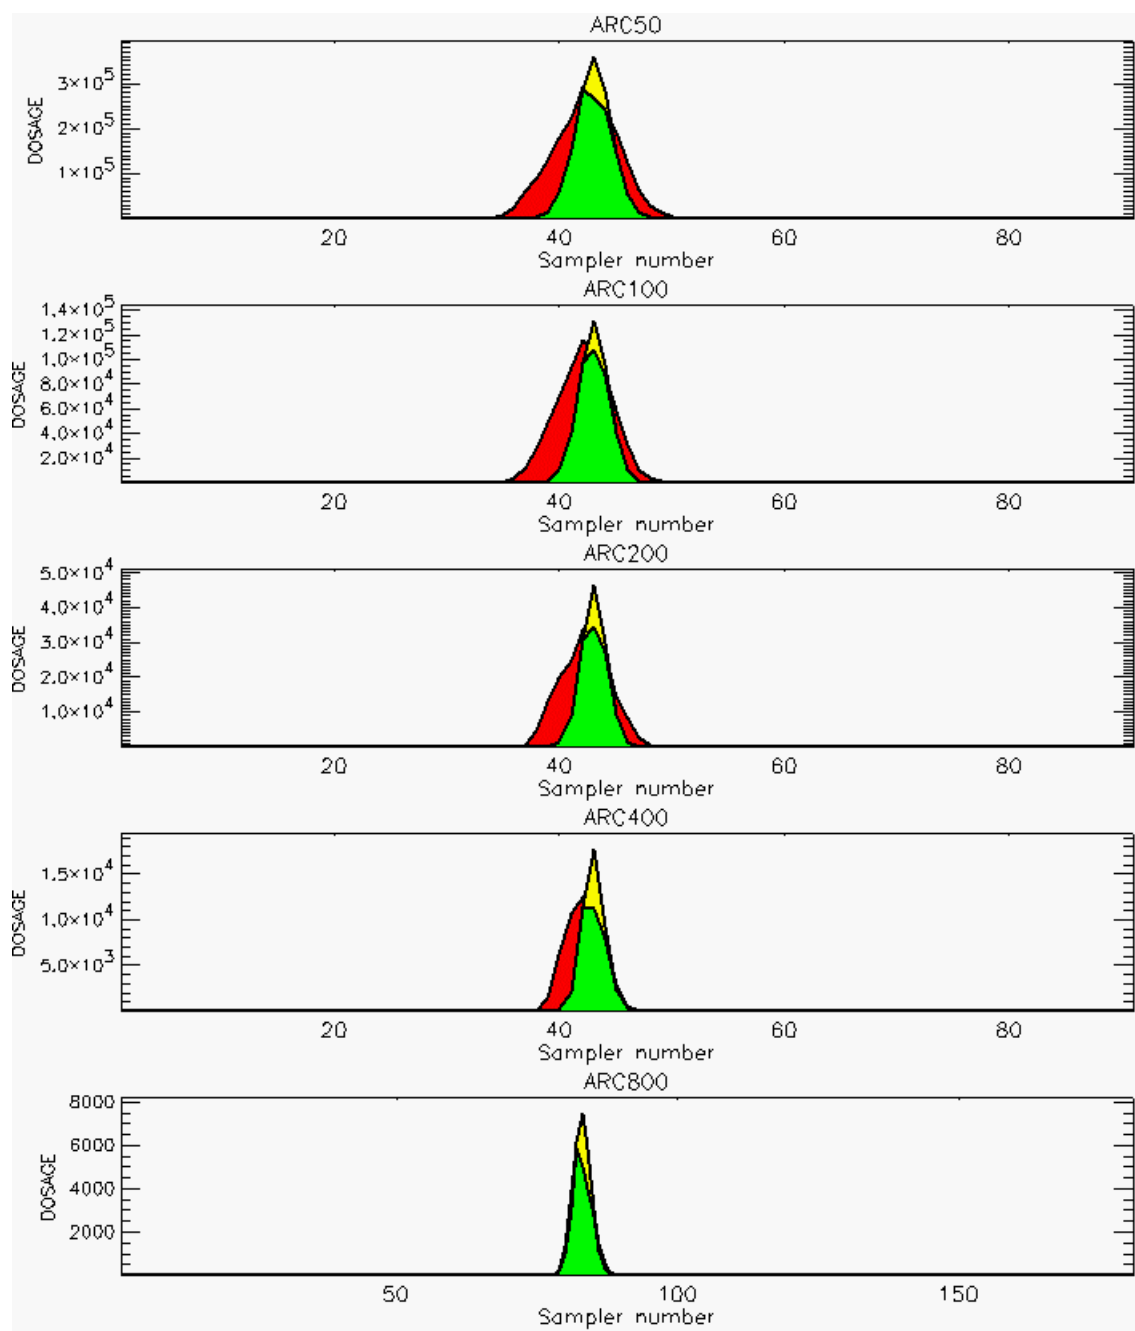 ARC50
3×10^5
2×10^5
1×10^5
DOSAGE
20 40 60 80
Sampler number
ARC100
1.4×10^5
1.2×10^5
1.0×10^5
8.0×10^4
6.0×10^4
4.0×10^4
2.0×10^4
DOSAGE
20 40 60 80
Sampler number
ARC200
5.0×10^4
4.0×10^4
3.0×10^4
2.0×10^4
1.0×10^4
DOSAGE
20 40 60 80
Sampler number
ARC400
1.5×10^4
1.0×10^4
5.0×10^3
DOSAGE
20 40 60 80
Sampler number
ARC800
8000
6000
4000
2000
DOSAGE
50 100 150
Sampler number